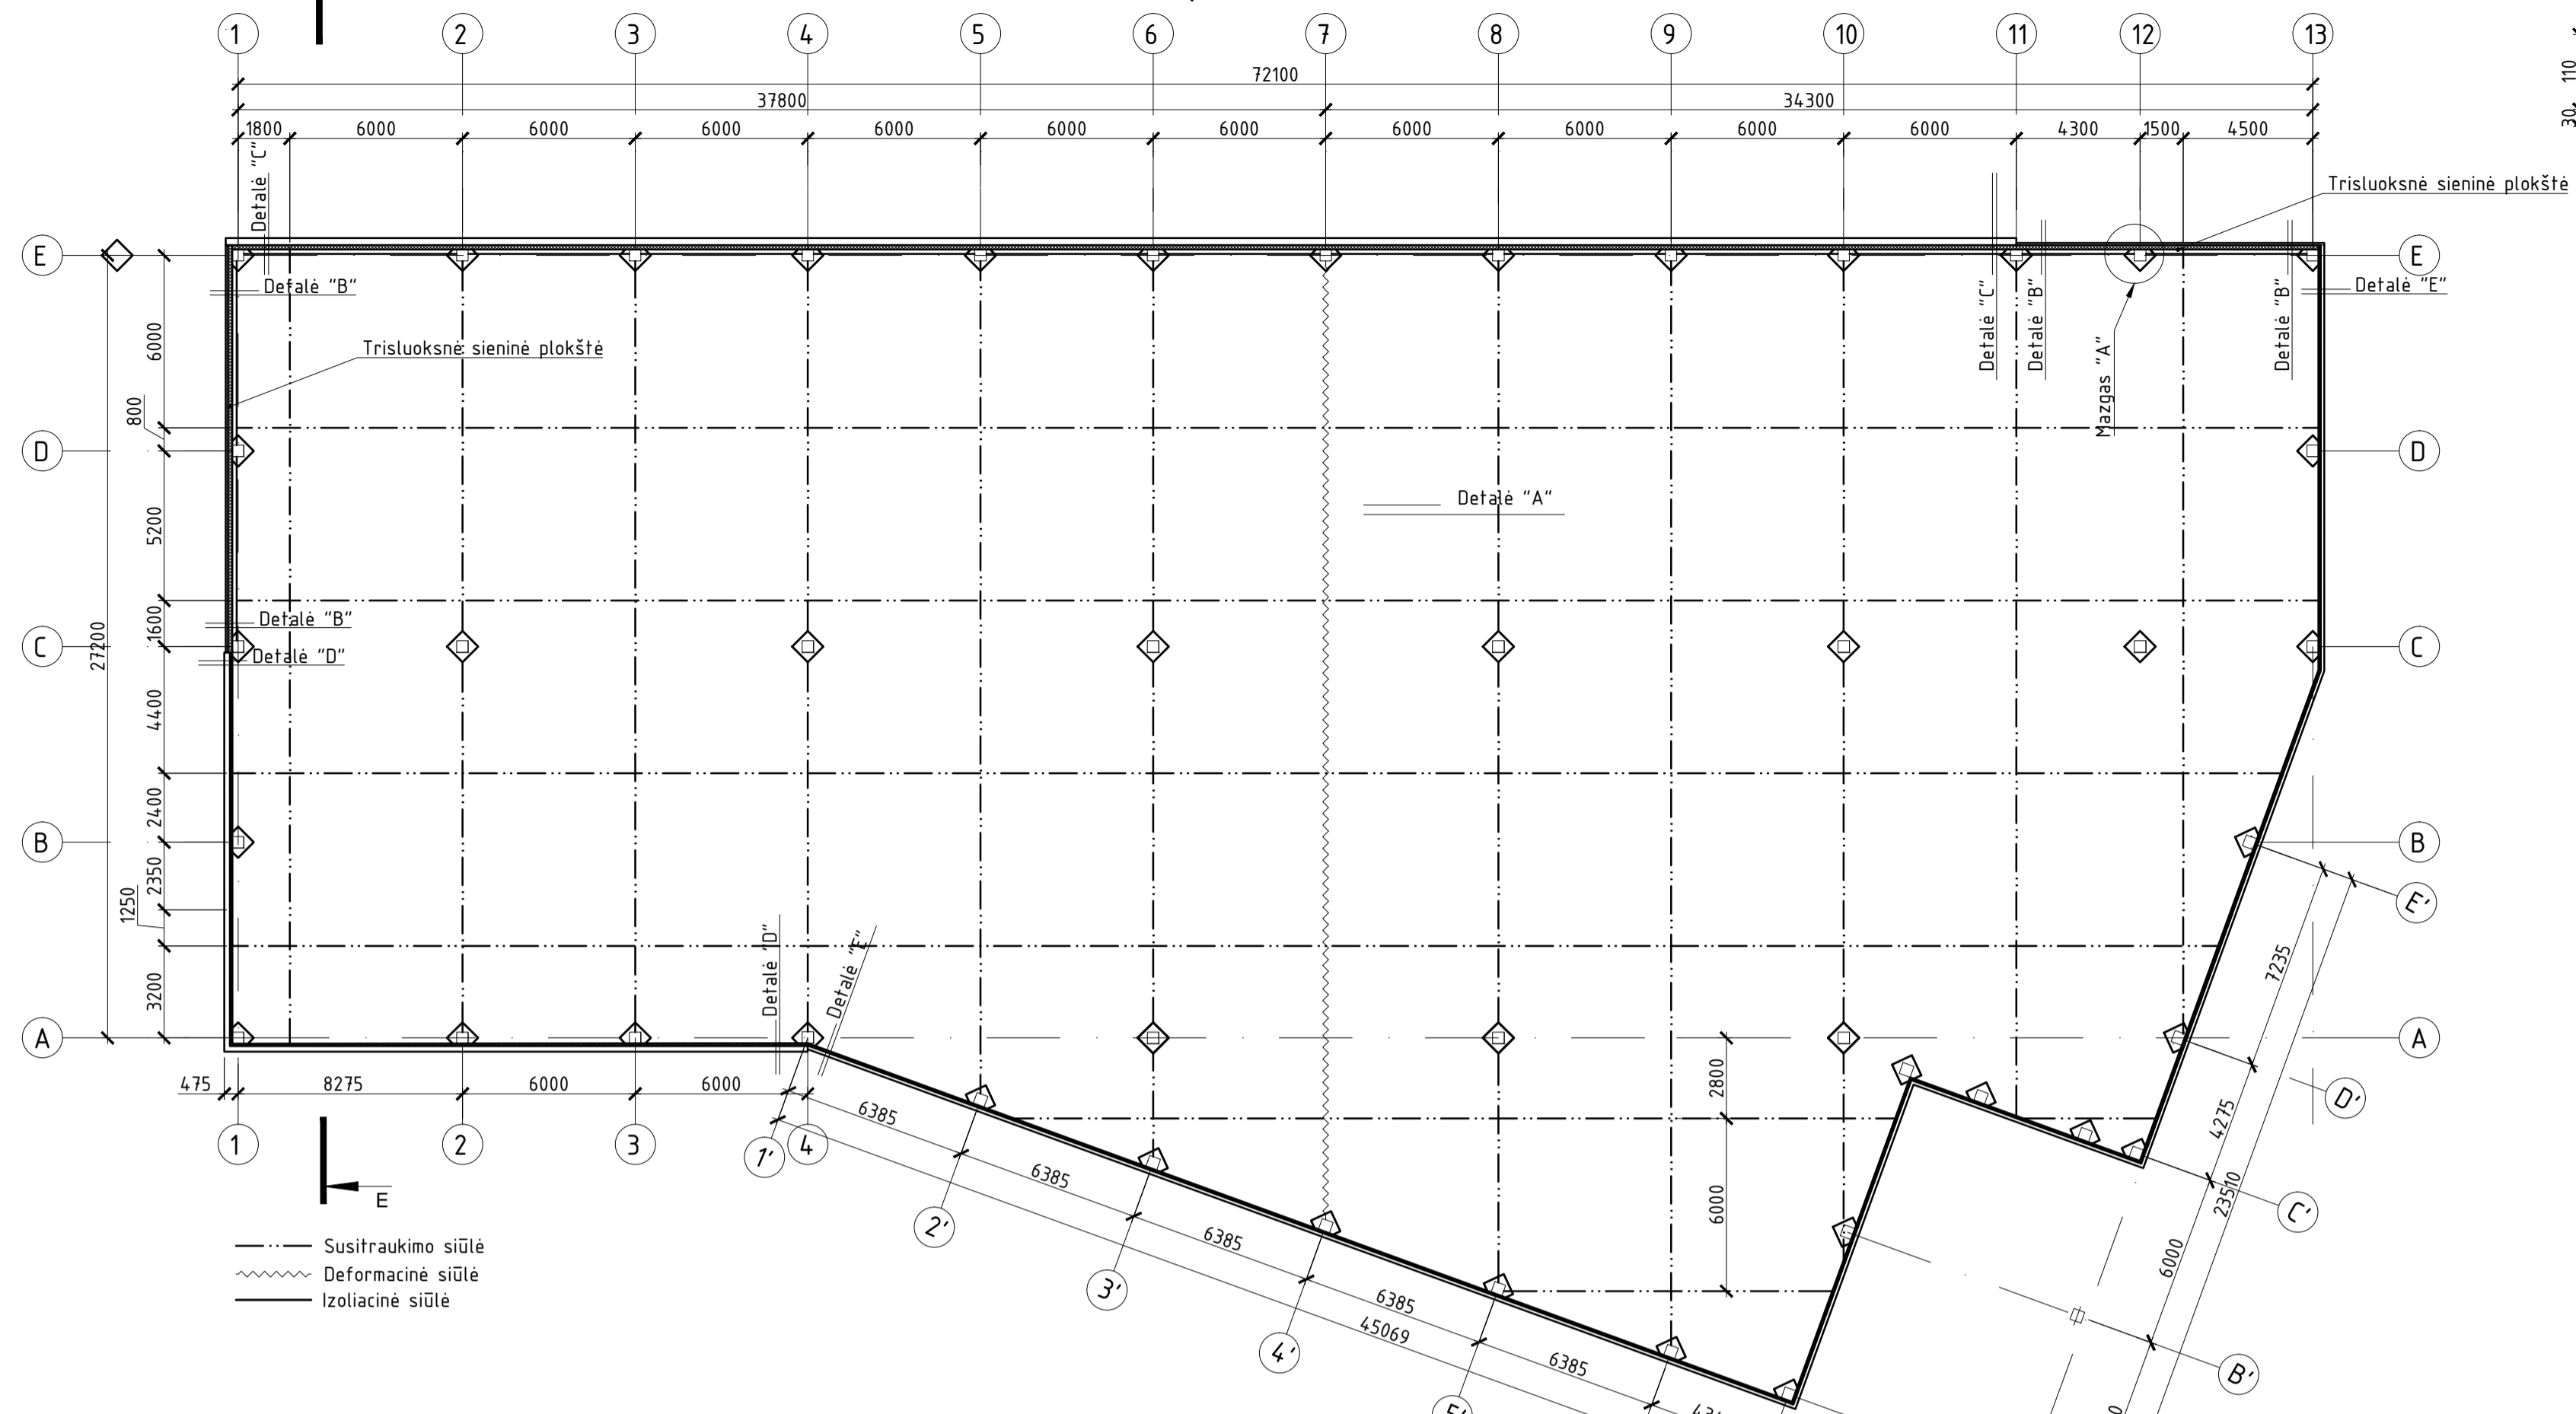 1 2 3 4 5 6 7 8 9 10 11 12 13
72100
37800 34300
1800 6000 6000 6000 6000 6000 6000 6000 6000 6000 6000 4300 1500 4500
110
30
Detalė "C"
Trisluoksnė sieninė plokštė
E E
Detalė "B"
Detalė "E"
Detalė "C"
Detalė "B"
Mazgas "A"
Detalė "B"
6000
Trisluoksnė sieninė plokštė
800
D D
Detalė "A"
5200
1600
27200
Detalė "B"
C C
Detalė "D"
4400
2400
B B
2350
1250
E'
3200
Detalė "D"
Detalė "E"
7235
A A
475 8275 6000 6000
2800
D'
4275
1 2 3 1' 4
6385
6385
6385
6385
6385
45069
2'
3'
4'
6000
C'
23510
6000
B'
E
Susitraukimo siūlė
Deformacinė siūlė
Izoliacinė siūlė